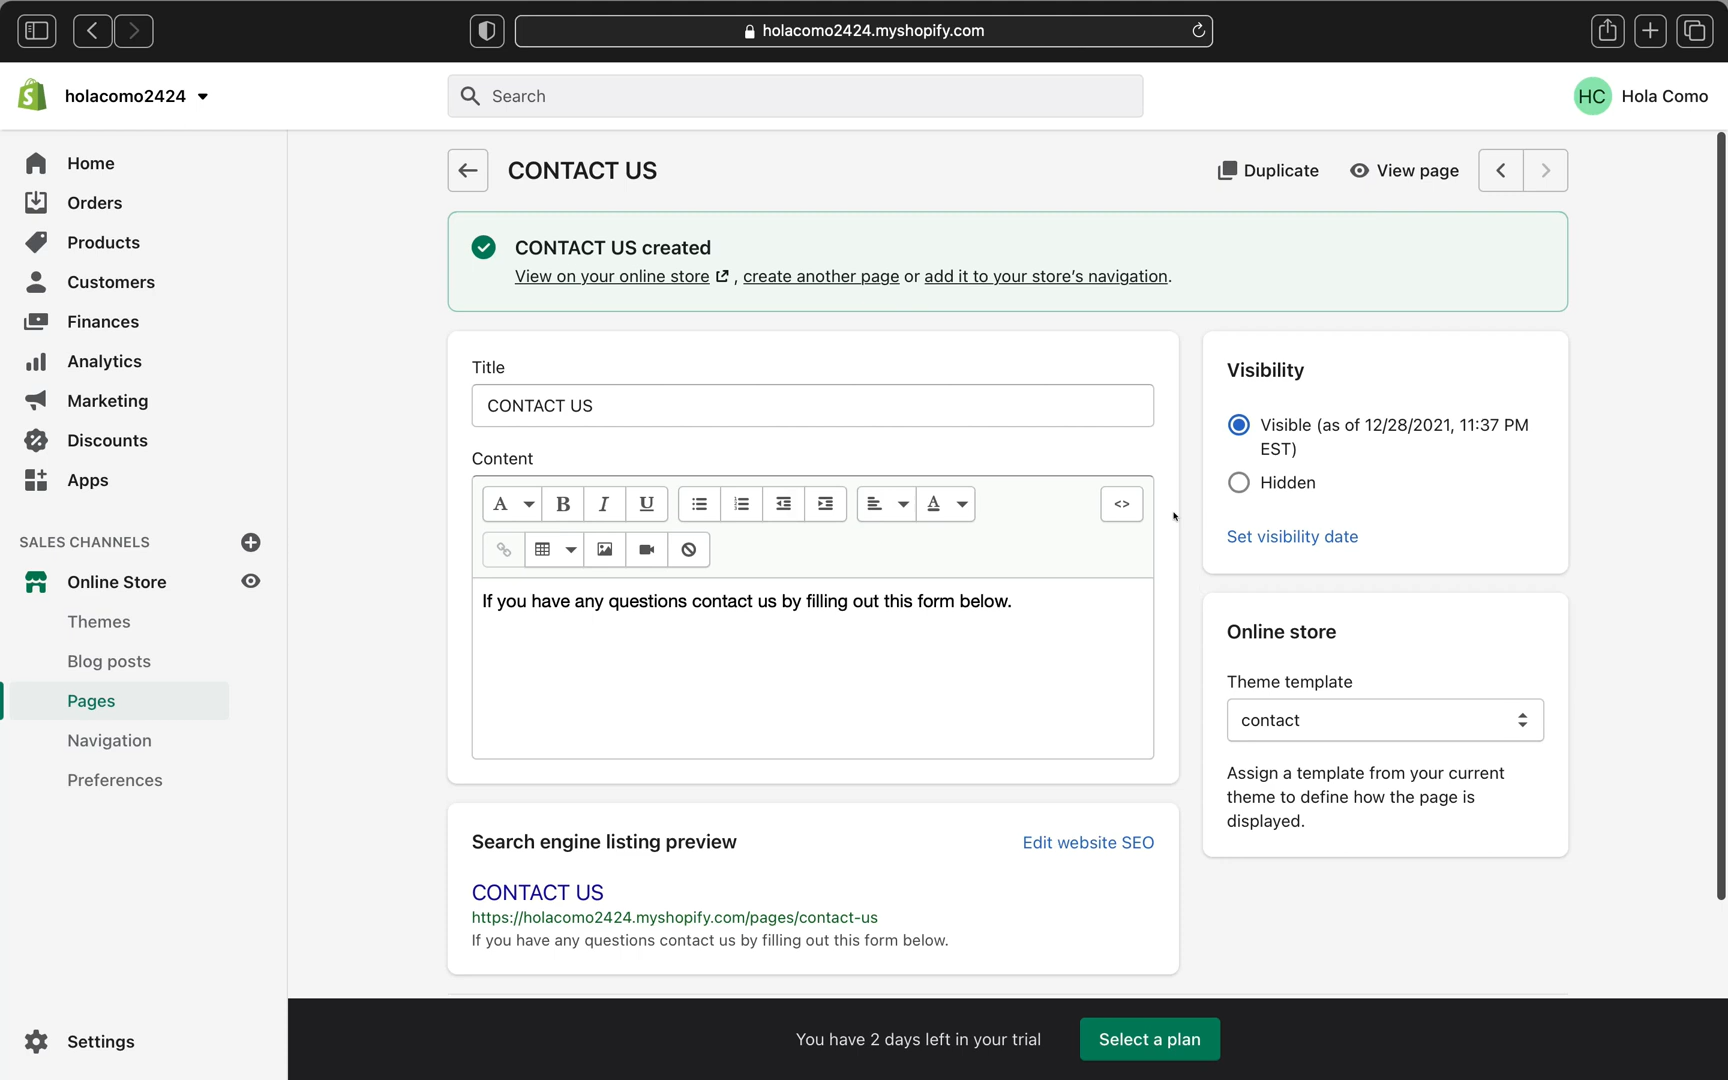 holacomo2424.myshopify.com
holacomo2424
Search
HC Hola Como
Home
Orders
Products
Customers
Finances
Analytics
Marketing
Discounts
Apps
SALES CHANNELS
Online Store
Themes
Blog posts
Pages
Navigation
Preferences
Settings
CONTACT US
Duplicate
View page
CONTACT US created
View on your online store , create another page or add it to your store's navigation.
Title
CONTACT US
Content
A B I U A <>
If you have any questions contact us by filling out this form below.
Search engine listing preview
Edit website SEO
CONTACT US
https://holacomo2424.myshopify.com/pages/contact-us
If you have any questions contact us by filling out this form below.
Visibility
Visible (as of 12/28/2021, 11:37 PM
EST)
Hidden
Set visibility date
Online store
Theme template
contact
Assign a template from your current
theme to define how the page is
displayed.
You have 2 days left in your trial
Select a plan